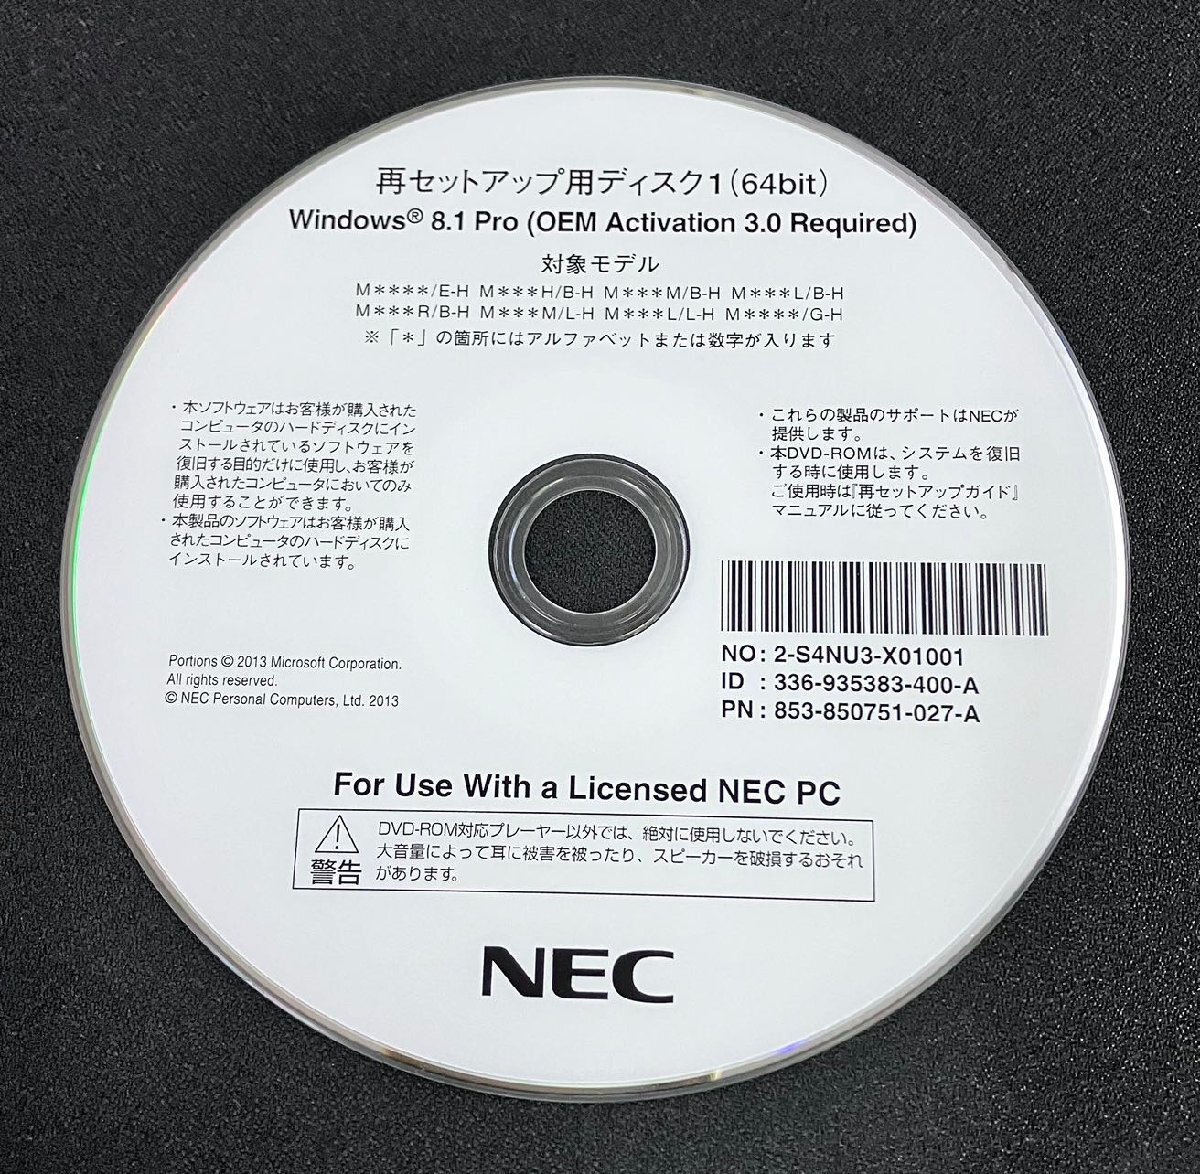 再セットアップ用ディスク1(64bit)
Windows® 8.1 Pro (OEM Activation 3.0 Required)
対象モデル
M****/E-H M***H/B-H M***M/B-H M***L/B-H
M***R/B-H M***M/L-H M***L/L-H M****/G-H
※「*」の箇所にはアルファベットまたは数字が入ります
・本ソフトウェアはお客様が購入された
コンピュータのハードディスクにイン
ストールされているソフトウェアを
復旧する目的だけに使用し、お客様が
購入されたコンピュータにおいてのみ
使用することができます。
・本製品のソフトウェアはお客様が購入
されたコンピュータのハードディスクに
インストールされています。
・これらの製品のサポートはNECが
提供します。
・本DVD-ROMは、システムを復旧
する時に使用します。
ご使用時は『再セットアップガイド』
マニュアルに従ってください。
NO: 2-S4NU3-X01001
ID : 336-935383-400-A
PN : 853-850751-027-A
Portions © 2013 Microsoft Corporation.
All rights reserved.
© NEC Personal Computers, Ltd. 2013
For Use With a Licensed NEC PC
警告
DVD-ROM対応プレーヤー以外では、絶対に使用しないでください。
大音量によって耳に被害を被ったり、スピーカーを破損するおそれ
があります。
NEC